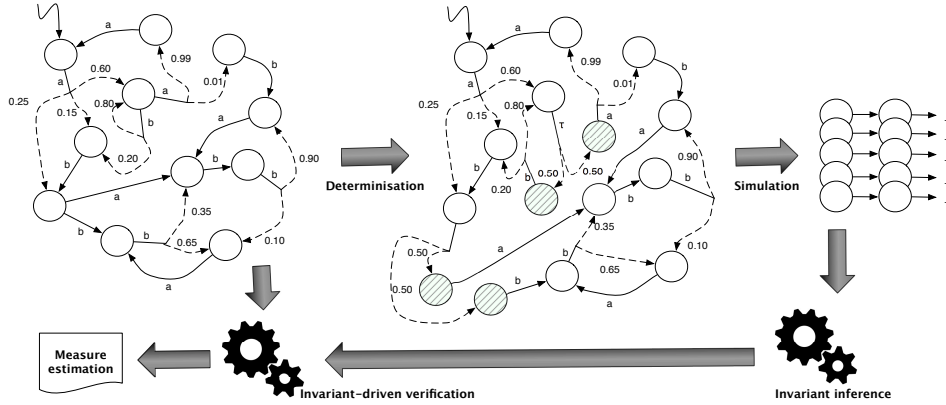 a
0.99
0.01
b
a
0.60
0.25
0.15
0.80
b
a
b
0.20
a
b
0.90
b
0.35
b
0.65
0.10
a
Determinisation
a
0.99
0.01
b
a
0.60
0.25
0.15
0.80
τ
a
a
b
b
0.20
0.50
0.50
0.90
b
b
0.35
a
0.50
0.50
b
b
0.65
0.10
a
Simulation
Measure
estimation
Invariant-driven verification
Invariant inference